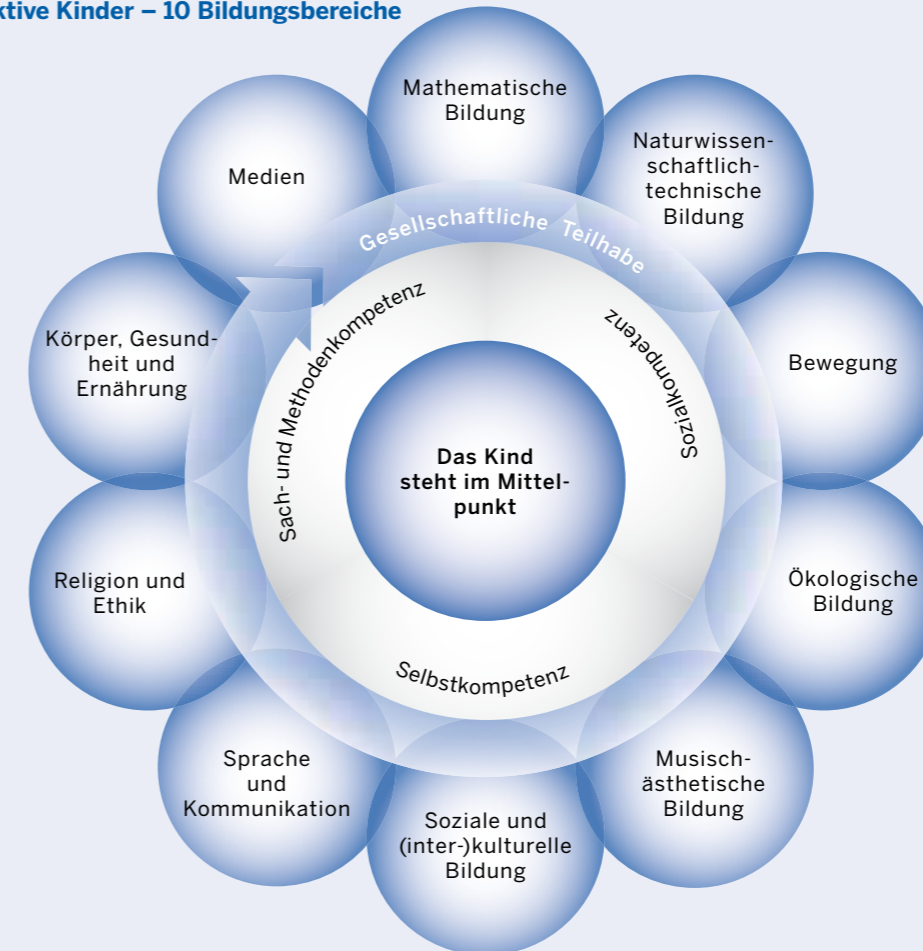 ktive Kinder – 10 Bildungsbereiche
Mathematische
Bildung
Naturwissen-
schaftlich-
technische
Bildung
Bewegung
Ökologische
Bildung
Musisch-
ästhetische
Bildung
Soziale und
(inter-)kulturelle
Bildung
Sprache
und
Kommunikation
Religion und
Ethik
Körper, Gesund-
heit und
Ernährung
Medien
Gesellschaftliche Teilhabe
Sach- und Methodenkompetenz
Sozialkompetenz
Selbstkompetenz
Das Kind
steht im Mittel-
punkt